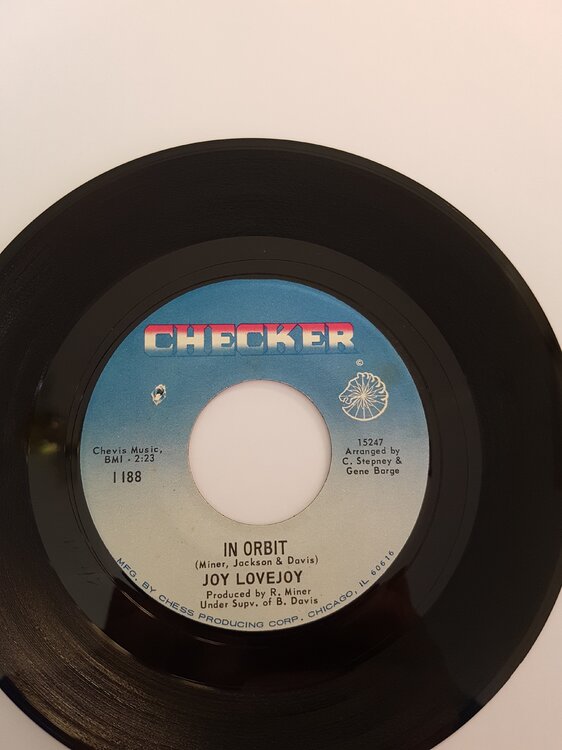 CHECKER
©
Chevis Music,
BMI - 2:23
1188
15247
Arranged by
C. Stepney &
Gene Barge
IN ORBIT
(Miner, Jackson & Davis)
JOY LOVEJOY
Produced by R. Miner
Under Supv. of B. Davis
MFG. BY CHESS PRODUCING CORP. CHICAGO, IL 60616